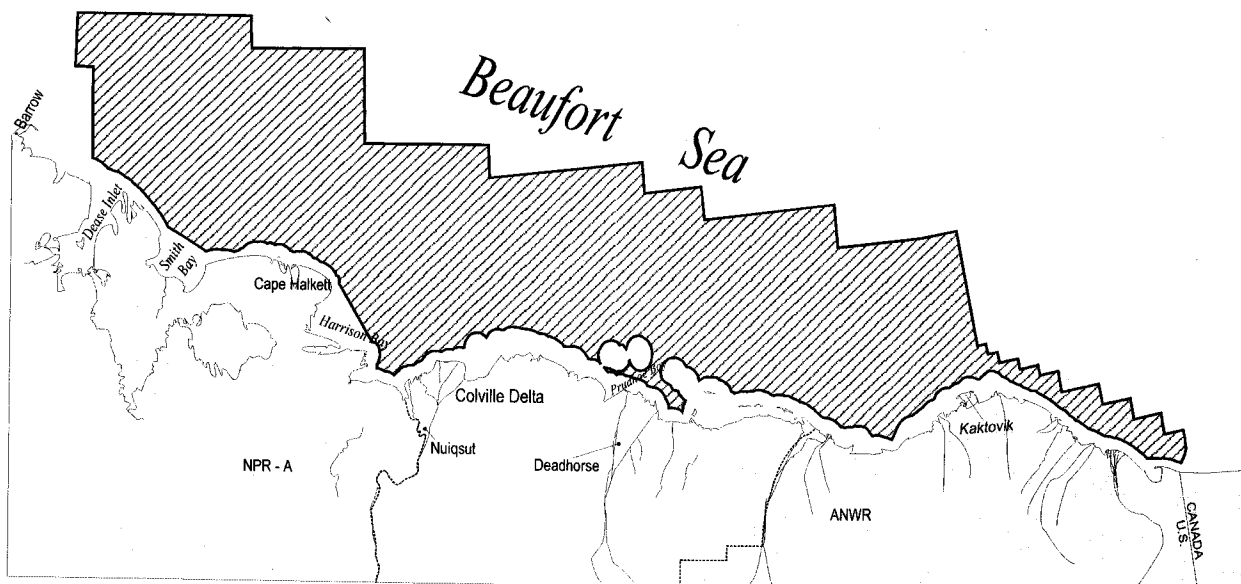 Beaufort
Sea
Barrow
Dease Inlet
Smith
Bay
Cape Halkett
Harrison Bay
Prudhoe Bay
Colville Delta
Nuiqsut
Kaktovik
NPR - A
Deadhorse
ANWR
CANADA
U.S.